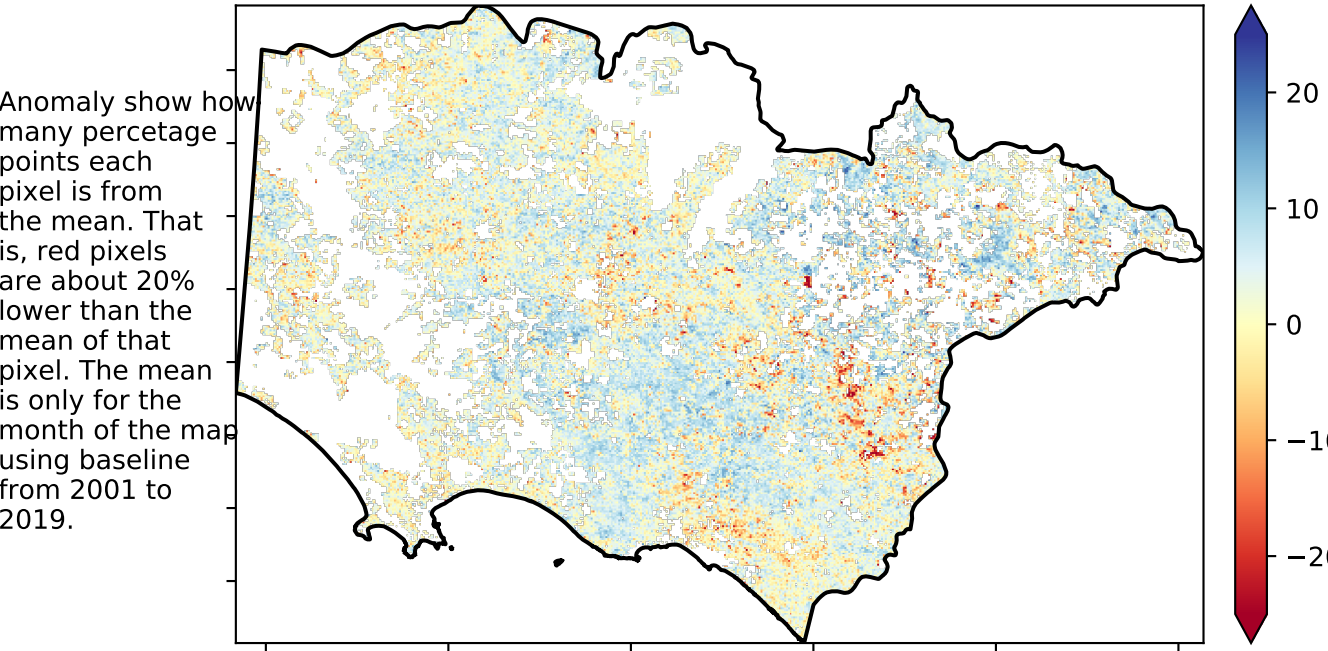 Anomaly show how
many percetage
points each
pixel is from
the mean. That
is, red pixels
are about 20%
lower than the
mean of that
pixel. The mean
is only for the
month of the map
using baseline
from 2001 to
2019.
20
10
0
−10
−20